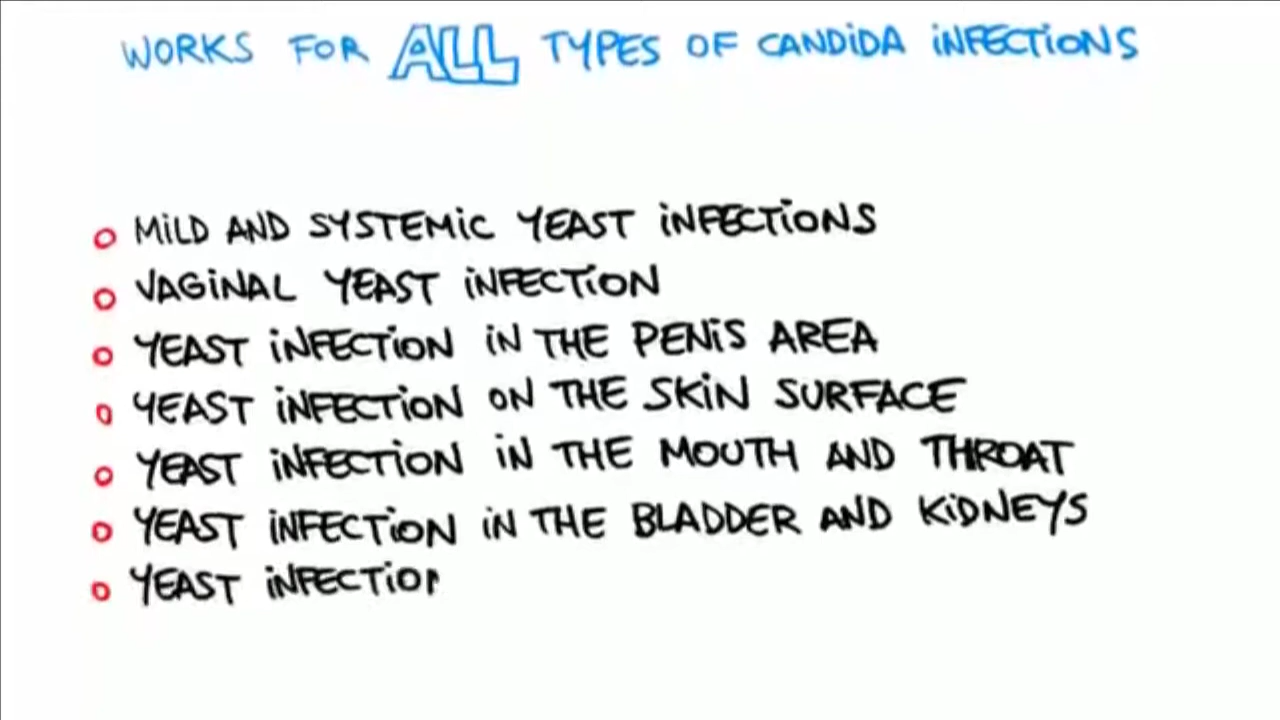 WORKS FOR ALL TYPES OF CANDIDA INFECTIONS
MILD AND SYSTEMIC YEAST INFECTIONS
VAGINAL YEAST INFECTION
YEAST INFECTION IN THE PENIS AREA
YEAST INFECTION ON THE SKIN SURFACE
YEAST INFECTION IN THE MOUTH AND THROAT
YEAST INFECTION IN THE BLADDER AND KIDNEYS
YEAST INFECTION